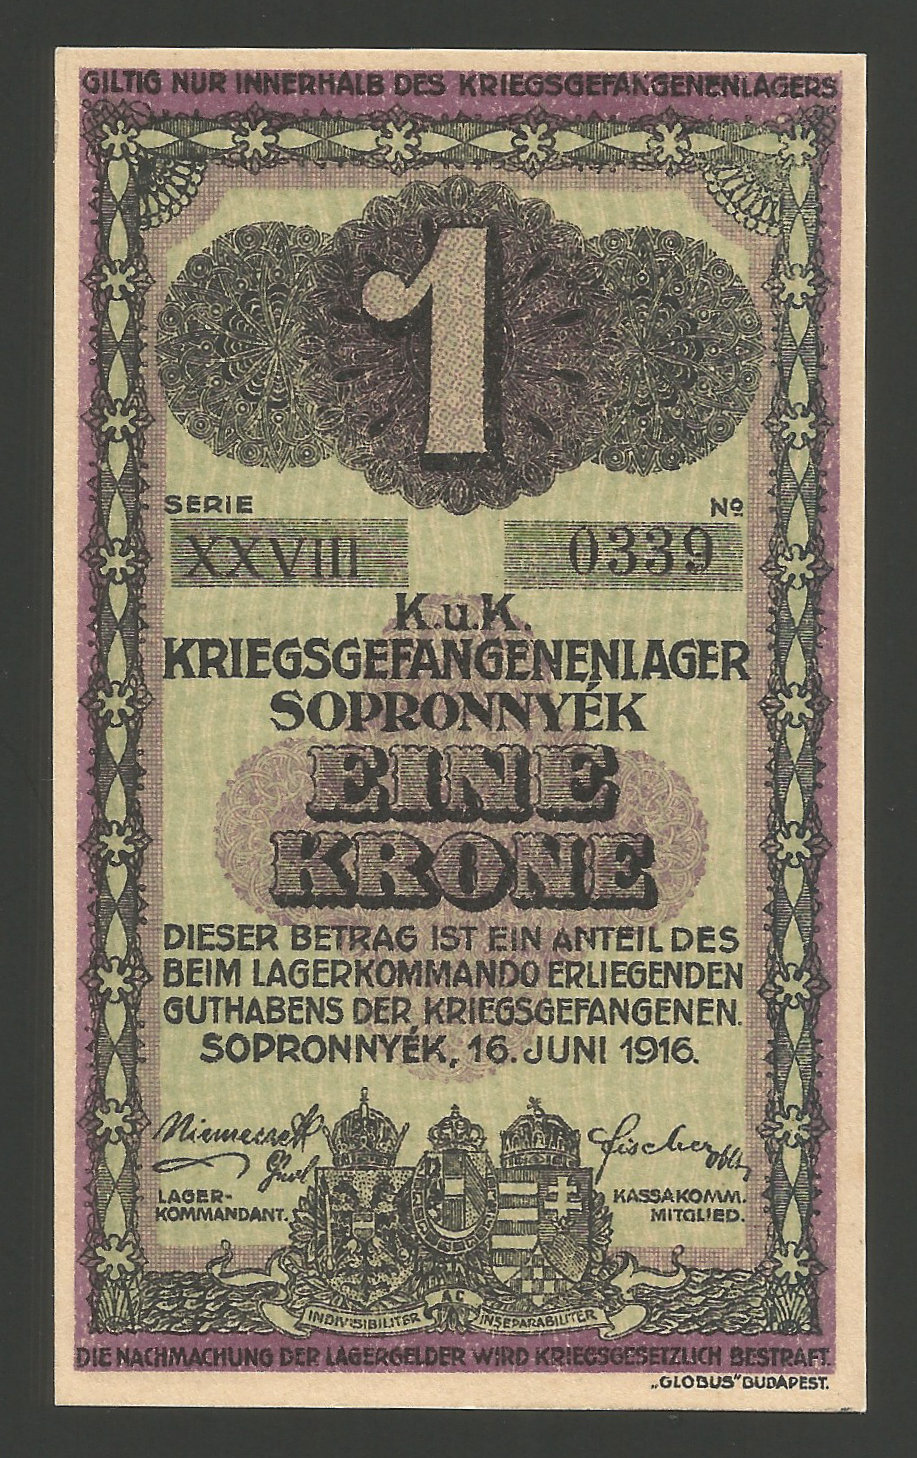 GILTIG NUR INNERHALB DES KRIEGSGEFANGENENLAGERS
1
SERIE
Nº
XXVIII
0339
K.u.K.
KRIEGSGEFANGENENLAGER
SOPRONNYÉK
EINE
KRONE
DIESER BETRAG IST EIN ANTEIL DES
BEIM LAGERKOMMANDO ERLIEGENDEN
GUTHABENS DER KRIEGSGEFANGENEN.
SOPRONNYÉK, 16. JUNI 1916.
Fischer
LAGER-
KOMMANDANT.
KASSAKOMM.
MITGLIED.
INDIVISIBILITER AC INSEPARABILITER
DIE NACHMACHUNG DER LAGERGELDER WIRD KRIEGSGESETZLICH BESTRAFT.
„GLOBUS“ BUDAPEST.